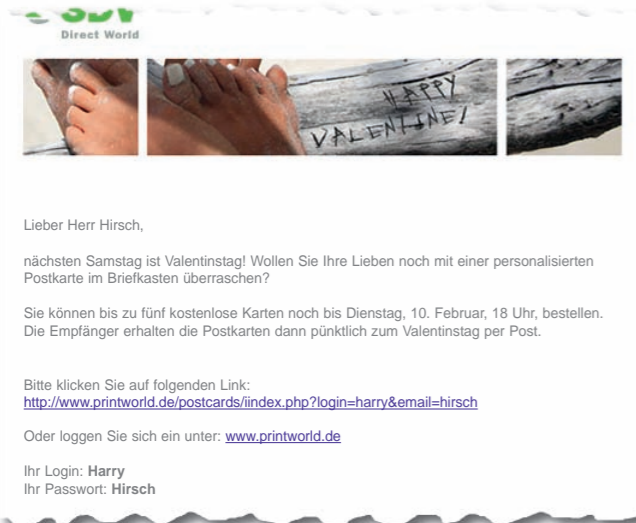 SDV
Direct World
HAPPY
VALENTINE!
Lieber Herr Hirsch,
nächsten Samstag ist Valentinstag! Wollen Sie Ihre Lieben noch mit einer personalisierten
Postkarte im Briefkasten überraschen?
Sie können bis zu fünf kostenlose Karten noch bis Dienstag, 10. Februar, 18 Uhr, bestellen.
Die Empfänger erhalten die Postkarten dann pünktlich zum Valentinstag per Post.
Bitte klicken Sie auf folgenden Link:
http://www.printworld.de/postcards/iindex.php?login=harry&email=hirsch
Oder loggen Sie sich ein unter: www.printworld.de
Ihr Login: Harry
Ihr Passwort: Hirsch